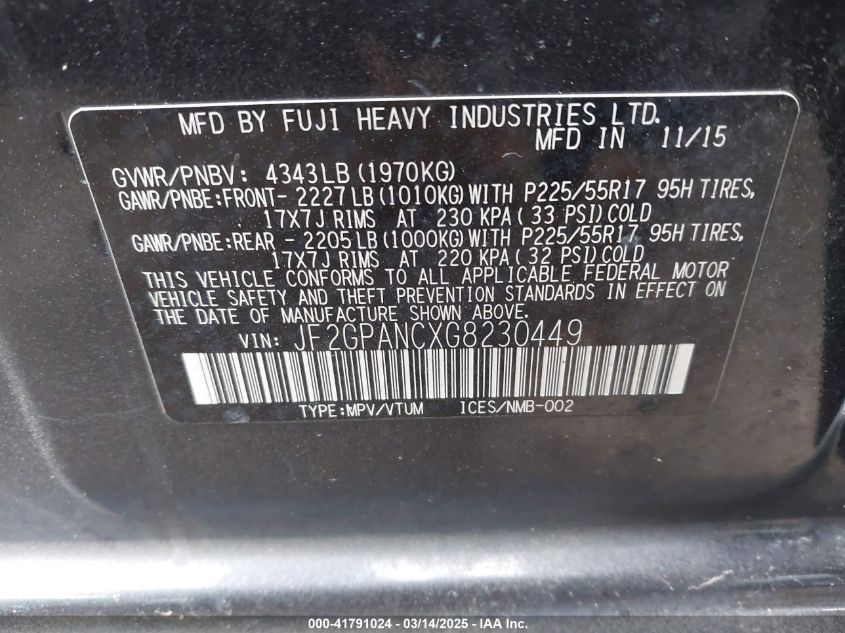 MFD BY FUJI HEAVY INDUSTRIES LTD.
MFD IN 11/15
GVWR/PNBV: 4343LB (1970KG)
GAWR/PNBE:FRONT- 2227LB (1010KG) WITH P225/55R17 95H TIRES,
17X7J RIMS AT 230 KPA ( 33 PSI) COLD
GAWR/PNBE:REAR - 2205LB (1000KG) WITH P225/55R17 95H TIRES,
17X7J RIMS AT 220 KPA ( 32 PSI) COLD
THIS VEHICLE CONFORMS TO ALL APPLICABLE FEDERAL MOTOR
VEHICLE SAFETY AND THEFT PREVENTION STANDARDS IN EFFECT ON
THE DATE OF MANUFACTURE SHOWN ABOVE.
VIN: JF2GPANCXG8230449
TYPE:MPV/VTUM ICES/NMB-002
000-41791024 - 03/14/2025 - IAA Inc.